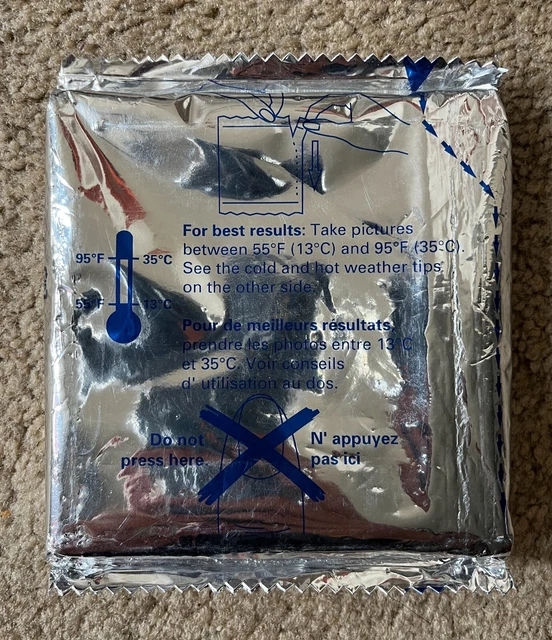 For best results: Take pictures
between 55°F (13°C) and 95°F (35°C).
See the cold and hot weather tips
on the other side.
95°F 35°C
55°F 13°C
Pour de meilleurs résultats,
prendre les photos entre 13°C
et 35°C. Voir conseils
d' utilisation au dos.
Do not
press here.
N' appuyez
pas ici